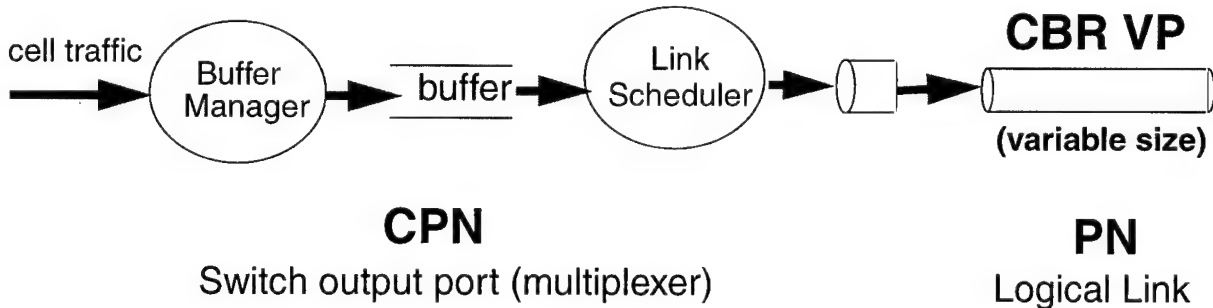 cell traffic
Buffer
Manager
buffer
Link
Scheduler
CBR VP
(variable size)
CPN
Switch output port (multiplexer)
PN
Logical Link